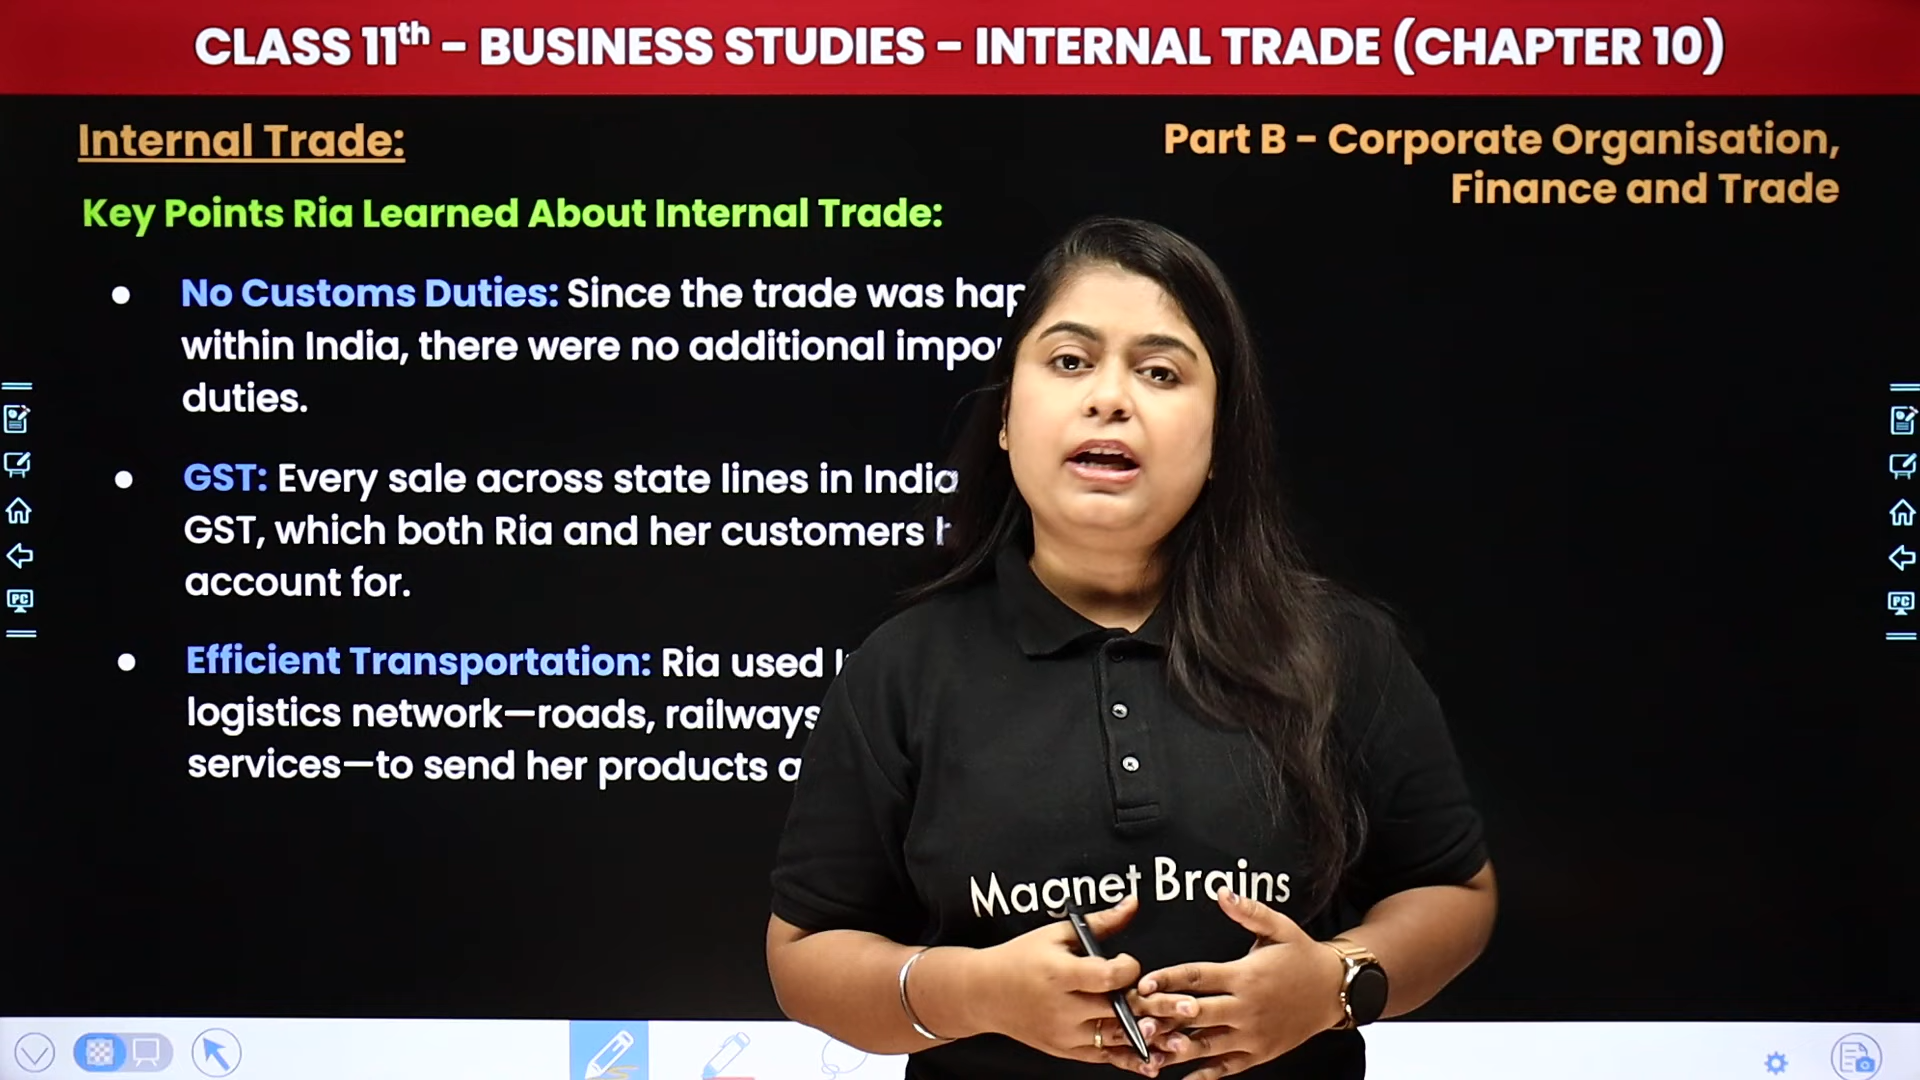 CLASS 11th - BUSINESS STUDIES - INTERNAL TRADE (CHAPTER 10)
Internal Trade:
Part B - Corporate Organisation,
Finance and Trade
Key Points Ria Learned About Internal Trade:
● No Customs Duties: Since the trade was
within India, there were no additional
duties.
● GST: Every sale across state lines in India
GST, which both Ria and her customers
account for.
● Efficient Transportation: Ria used
logistics network—roads, railways
services—to send her products
Magnet Brains
PC
PC